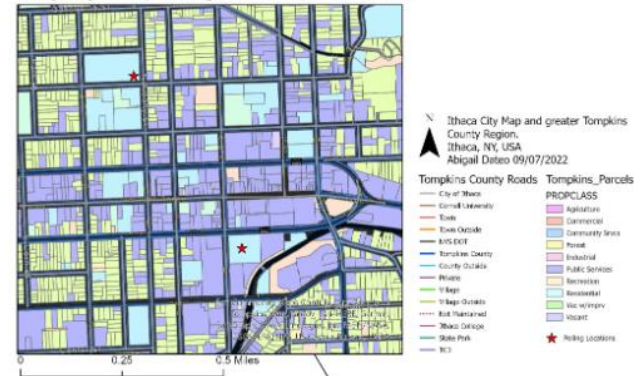 N
Ithaca City Map and greater Tompkins
County Region.
Ithaca, NY, USA
Abigail Dateo 09/07/2022
Tompkins County Roads
City of Ithaca
Cornell University
Town
Town Outside
NYS DOT
Tompkins County
County Outside
Private
Village
Village Outside
Not Maintained
Ithaca College
State Park
Tompkins_Parcels
PROPCLASS
Agriculture
Commercial
Community Servs
Forest
Industrial
Public Services
Recreation
Residential
Vac w/imprv
Vacant
Polling Locations
0 0.25 0.5 Miles